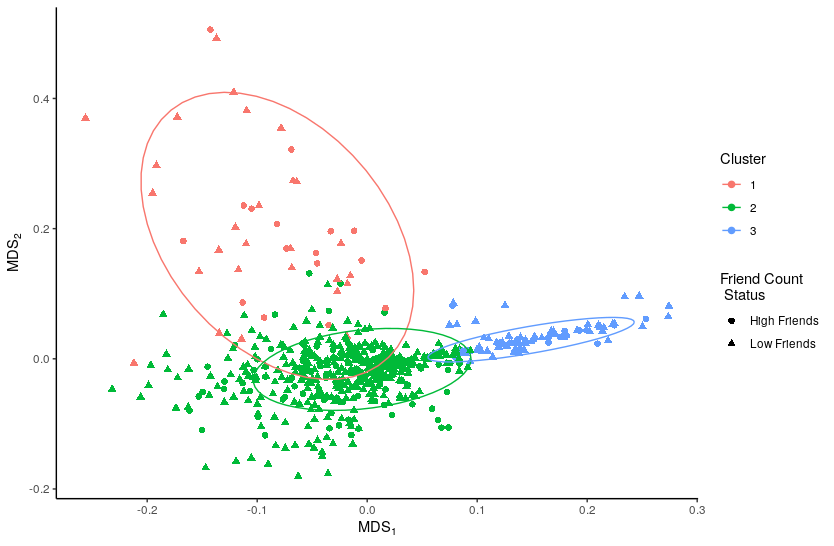 0.4
0.2
0.0
-0.2
MDS₂
-0.2 -0.1 0.0 0.1 0.2 0.3
MDS₁
Cluster
1
2
3
Friend Count
Status
HIgh Friends
Low Friends